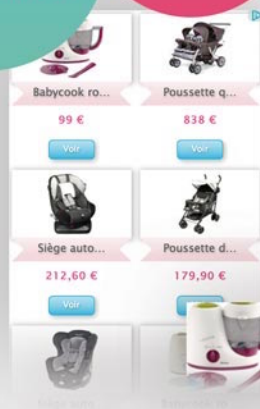 Babycook ro... Poussette q...
99 € 838 €
Voir Voir
Siège auto... Poussette d...
212,60 € 179,90 €
Voir